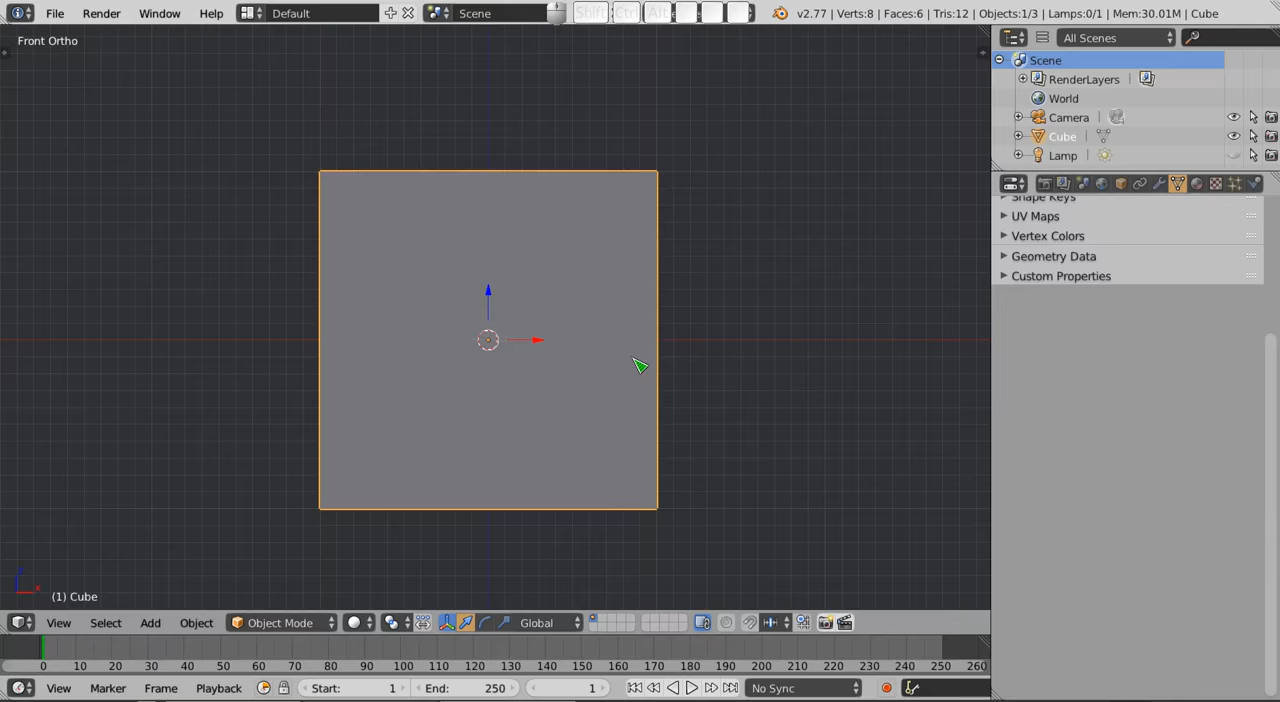 File Render Window Help Default Scene Shift Ctrl Alt v2.77 | Verts:8 | Faces:6 | Tris:12 | Objects:1/3 | Lamps:0/1 | Mem:30.01M | Cube
Front Ortho
All Scenes
Scene
RenderLayers
World
Camera
Cube
Lamp
Shape Keys
UV Maps
Vertex Colors
Geometry Data
Custom Properties
x
(1) Cube
View Select Add Object Object Mode Global
0 10 20 30 40 50 60 70 80 90 100 110 120 130 140 150 160 170 180 190 200 210 220 230 240 250 260
View Marker Frame Playback Start: 1 End: 250 1 No Sync